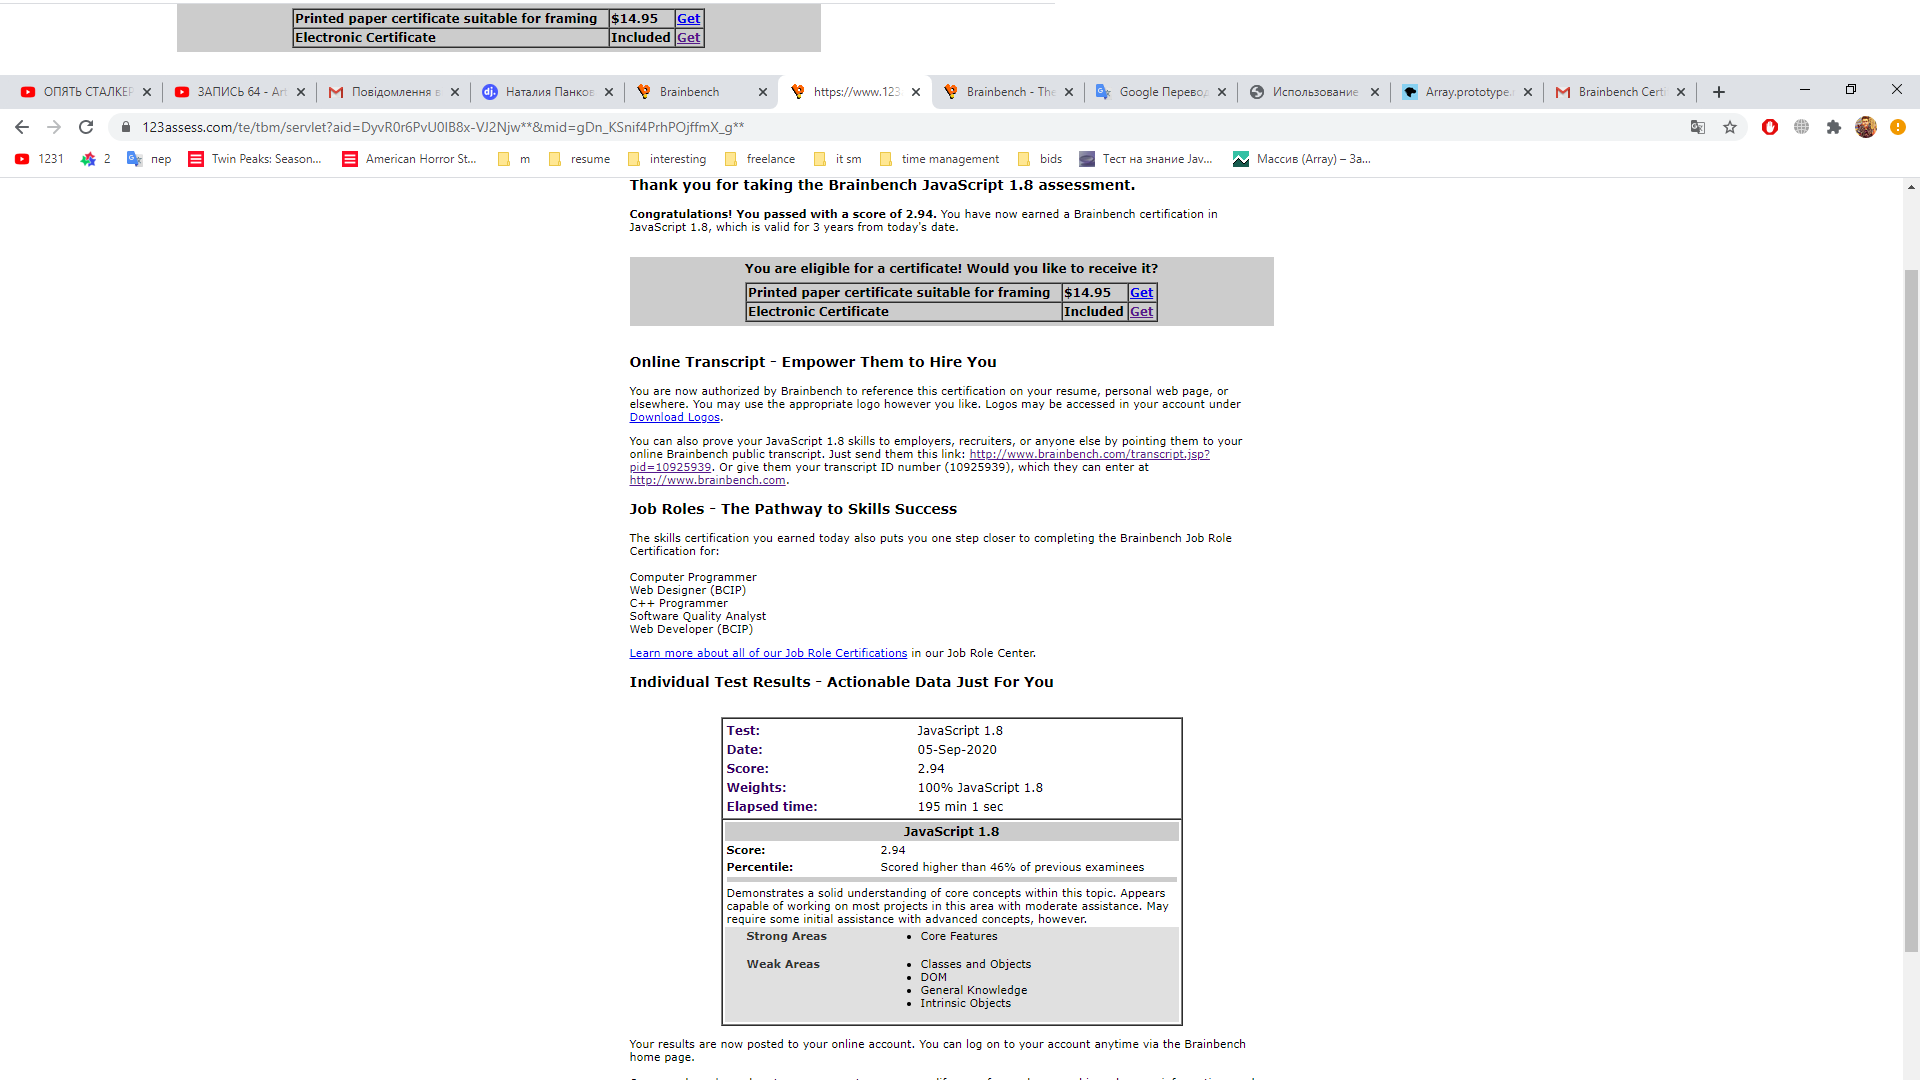 Printed paper certificate suitable for framing $14.95 Get
Electronic Certificate Included Get
ОПЯТЬ СТАЛКЕР ЗАПИСЬ 64 - Art Повідомлення в Наталия Панков Brainbench https://www.123 Brainbench - The Google Перевод Использование Array.prototype. Brainbench Certi
123assess.com/te/tbm/servlet?aid=DyvR0r6PvU0IB8x-VJ2Njw**&mid=gDn_KSnif4PrhPOjffmX_g**
1231 2 пер Twin Peaks: Season... American Horror St... m resume interesting freelance it sm time management bids Тест на знание Jav... Массив (Array) – За...
Thank you for taking the Brainbench JavaScript 1.8 assessment.
Congratulations! You passed with a score of 2.94. You have now earned a Brainbench certification in
JavaScript 1.8, which is valid for 3 years from today's date.
You are eligible for a certificate! Would you like to receive it?
Printed paper certificate suitable for framing $14.95 Get
Electronic Certificate Included Get
Online Transcript - Empower Them to Hire You
You are now authorized by Brainbench to reference this certification on your resume, personal web page, or
elsewhere. You may use the appropriate logo however you like. Logos may be accessed in your account under
Download Logos.
You can also prove your JavaScript 1.8 skills to employers, recruiters, or anyone else by pointing them to your
online Brainbench public transcript. Just send them this link: http://www.brainbench.com/transcript.jsp?
pid=10925939. Or give them your transcript ID number (10925939), which they can enter at
http://www.brainbench.com.
Job Roles - The Pathway to Skills Success
The skills certification you earned today also puts you one step closer to completing the Brainbench Job Role
Certification for:
Computer Programmer
Web Designer (BCIP)
C++ Programmer
Software Quality Analyst
Web Developer (BCIP)
Learn more about all of our Job Role Certifications in our Job Role Center.
Individual Test Results - Actionable Data Just For You
Test: JavaScript 1.8
Date: 05-Sep-2020
Score: 2.94
Weights: 100% JavaScript 1.8
Elapsed time: 195 min 1 sec
JavaScript 1.8
Score: 2.94
Percentile: Scored higher than 46% of previous examinees
Demonstrates a solid understanding of core concepts within this topic. Appears
capable of working on most projects in this area with moderate assistance. May
require some initial assistance with advanced concepts, however.
Strong Areas • Core Features
Weak Areas • Classes and Objects
• DOM
• General Knowledge
• Intrinsic Objects
Your results are now posted to your online account. You can log on to your account anytime via the Brainbench
home page.